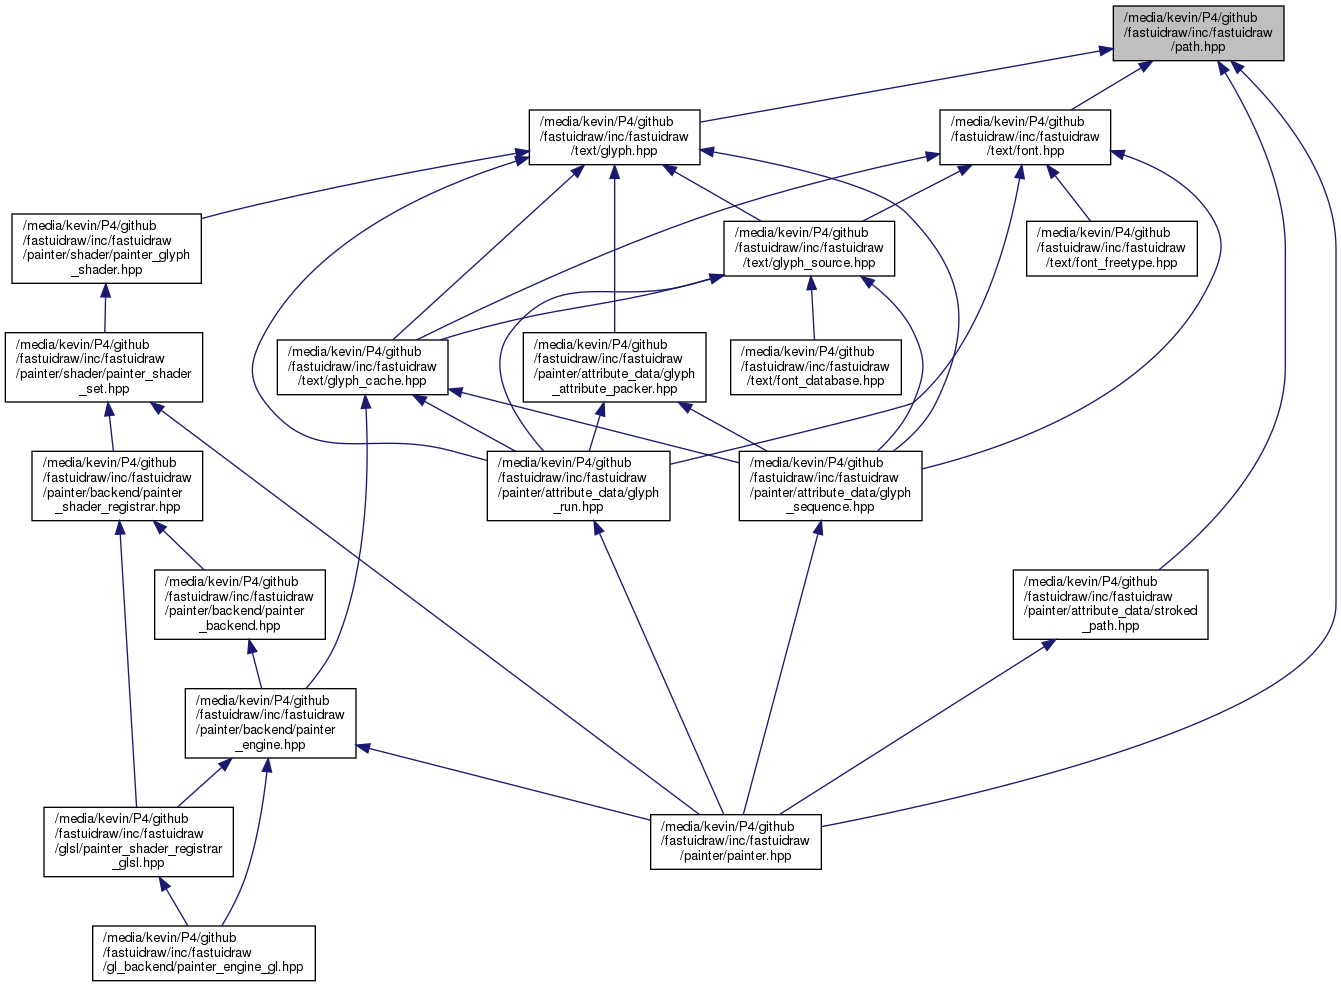 /media/kevin/P4/github
/fastuidraw/inc/fastuidraw
/path.hpp
/media/kevin/P4/github
/fastuidraw/inc/fastuidraw
/text/glyph.hpp
/media/kevin/P4/github
/fastuidraw/inc/fastuidraw
/text/font.hpp
/media/kevin/P4/github
/fastuidraw/inc/fastuidraw
/painter/shader/painter_glyph
_shader.hpp
/media/kevin/P4/github
/fastuidraw/inc/fastuidraw
/text/glyph_source.hpp
/media/kevin/P4/github
/fastuidraw/inc/fastuidraw
/text/font_freetype.hpp
/media/kevin/P4/github
/fastuidraw/inc/fastuidraw
/painter/shader/painter_shader
_set.hpp
/media/kevin/P4/github
/fastuidraw/inc/fastuidraw
/text/glyph_cache.hpp
/media/kevin/P4/github
/fastuidraw/inc/fastuidraw
/painter/attribute_data/glyph
_attribute_packer.hpp
/media/kevin/P4/github
/fastuidraw/inc/fastuidraw
/text/font_database.hpp
/media/kevin/P4/github
/fastuidraw/inc/fastuidraw
/painter/backend/painter
_shader_registrar.hpp
/media/kevin/P4/github
/fastuidraw/inc/fastuidraw
/painter/attribute_data/glyph
_run.hpp
/media/kevin/P4/github
/fastuidraw/inc/fastuidraw
/painter/attribute_data/glyph
_sequence.hpp
/media/kevin/P4/github
/fastuidraw/inc/fastuidraw
/painter/backend/painter
_backend.hpp
/media/kevin/P4/github
/fastuidraw/inc/fastuidraw
/painter/attribute_data/stroked
_path.hpp
/media/kevin/P4/github
/fastuidraw/inc/fastuidraw
/painter/backend/painter
_engine.hpp
/media/kevin/P4/github
/fastuidraw/inc/fastuidraw
/glsl/painter_shader_registrar
_glsl.hpp
/media/kevin/P4/github
/fastuidraw/inc/fastuidraw
/painter/painter.hpp
/media/kevin/P4/github
/fastuidraw/inc/fastuidraw
/gl_backend/painter_engine_gl.hpp